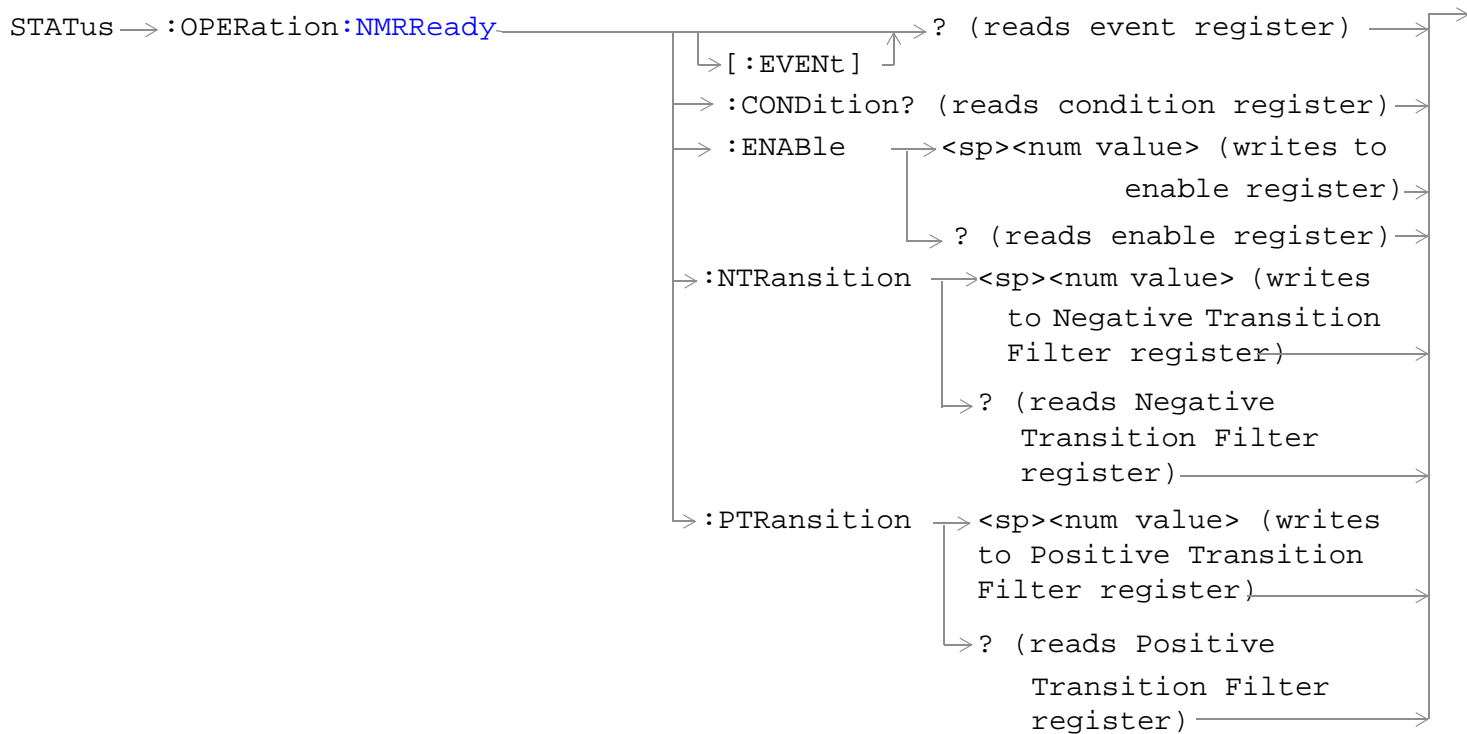 STATus :OPERation:NMRReady ? (reads event register)
[:EVENt]
:CONDition? (reads condition register)
:ENABle <sp><num value> (writes to
enable register)
? (reads enable register)
:NTRansition <sp><num value> (writes
to Negative Transition
Filter register)
? (reads Negative
Transition Filter
register)
:PTRansition <sp><num value> (writes
to Positive Transition
Filter register)
? (reads Positive
Transition Filter
register)